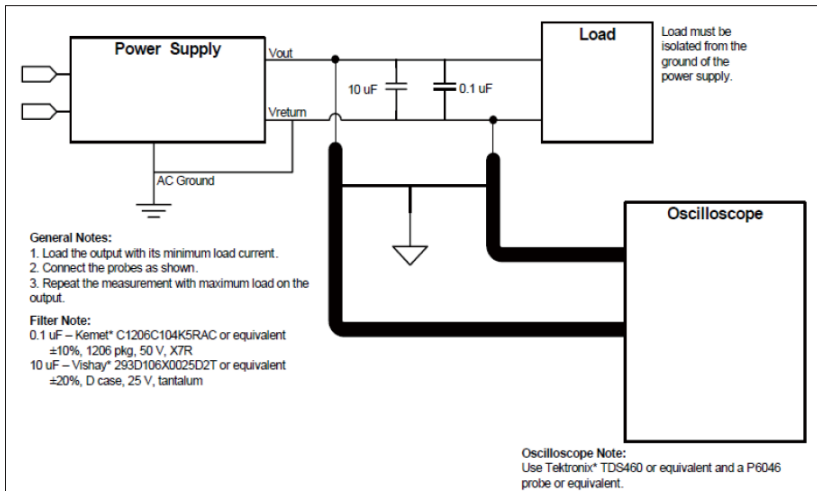 Power Supply
Vout
Load
Load must be
isolated from the
ground of the
power supply.
10 uF
0.1 uF
Vreturn
AC Ground
Oscilloscope
General Notes:
1. Load the output with its minimum load current.
2. Connect the probes as shown.
3. Repeat the measurement with maximum load on the
output.
Filter Note:
0.1 uF – Kemet* C1206C104K5RAC or equivalent
±10%, 1206 pkg, 50 V, X7R
10 uF – Vishay* 293D106X0025D2T or equivalent
±20%, D case, 25 V, tantalum
Oscilloscope Note:
Use Tektronix* TDS460 or equivalent and a P6046
probe or equivalent.